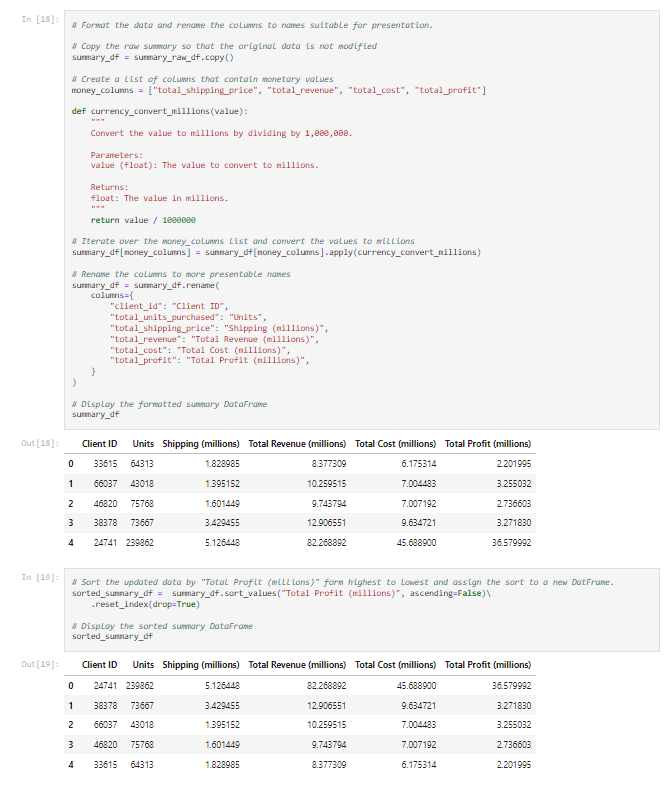 In [18]:
# Format the data and rename the columns to names suitable for presentation.
# Copy the raw summary so that the original data is not modified
summary_df = summary_raw_df.copy()
# Create a list of columns that contain monetary values
money_columns = ["total_shipping_price", "total_revenue", "total_cost", "total_profit"]
def currency_convert_millions(value):
"""
Convert the value to millions by dividing by 1,000,000.
Parameters:
value (float): The value to convert to millions.
Returns:
float: The value in millions.
"""
return value / 1000000
# Iterate over the money_columns list and convert the values to millions
summary_df[money_columns] = summary_df[money_columns].apply(currency_convert_millions)
# Rename the columns to more presentable names
summary_df = summary_df.rename(
columns={
"client_id": "Client ID",
"total_units_purchased": "Units",
"total_shipping_price": "Shipping (millions)",
"total_revenue": "Total Revenue (millions)",
"total_cost": "Total Cost (millions)",
"total_profit": "Total Profit (millions)",
}
)
# Display the formatted summary DataFrame
summary_df
Out[18]:
Client ID Units Shipping (millions) Total Revenue (millions) Total Cost (millions) Total Profit (millions)
0 33615 64313 1.828985 8.377309 6.175314 2.201995
1 66037 43018 1.395152 10.259515 7.004483 3.255032
2 46820 75768 1.601449 9.743794 7.007192 2.736603
3 38378 73667 3.429455 12.906551 9.634721 3.271830
4 24741 239862 5.126448 82.268892 45.688900 36.579992
In [19]:
# Sort the updated data by "Total Profit (millions)" form highest to lowest and assign the sort to a new DatFrame.
sorted_summary_df = summary_df.sort_values("Total Profit (millions)", ascending=False)\
.reset_index(drop=True)
# Display the sorted summary DataFrame
sorted_summary_df
Out[19]:
Client ID Units Shipping (millions) Total Revenue (millions) Total Cost (millions) Total Profit (millions)
0 24741 239862 5.126448 82.268892 45.688900 36.579992
1 38378 73667 3.429455 12.906551 9.634721 3.271830
2 66037 43018 1.395152 10.259515 7.004483 3.255032
3 46820 75768 1.601449 9.743794 7.007192 2.736603
4 33615 64313 1.828985 8.377309 6.175314 2.201995